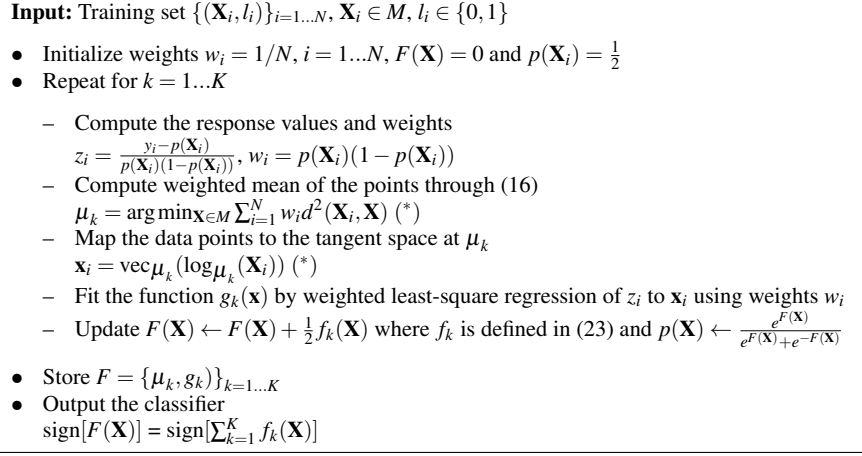 Input: Training set {(X_i, l_i)}_{i=1...N}, X_i ∈ M, l_i ∈ {0,1}
• Initialize weights w_i = 1/N, i = 1...N, F(X) = 0 and p(X_i) = 1/2
• Repeat for k = 1...K
– Compute the response values and weights
z_i = (y_i − p(X_i)) / (p(X_i)(1−p(X_i))), w_i = p(X_i)(1 − p(X_i))
– Compute weighted mean of the points through (16)
μ_k = arg min_{X∈M} ∑_{i=1}^{N} w_i d^2(X_i, X) (*)
– Map the data points to the tangent space at μ_k
x_i = vec_{μ_k}(log_{μ_k}(X_i)) (*)
– Fit the function g_k(x) by weighted least-square regression of z_i to x_i using weights w_i
– Update F(X) ← F(X) + 1/2 f_k(X) where f_k is defined in (23) and p(X) ← e^{F(X)} / (e^{F(X)}+e^{−F(X)})
• Store F = {μ_k, g_k)}_{k=1...K}
• Output the classifier
sign[F(X)] = sign[∑_{k=1}^{K} f_k(X)]